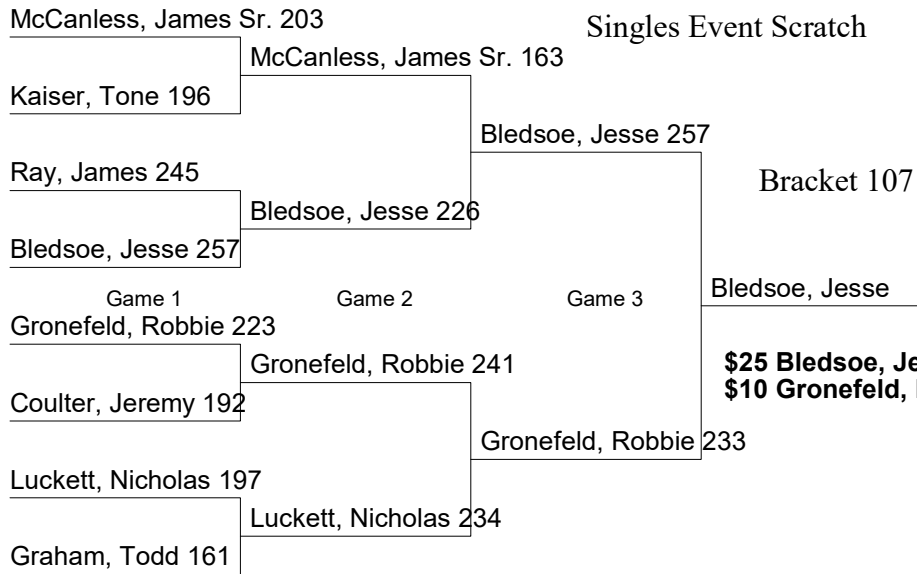 McCanless, James Sr. 203
Singles Event Scratch
McCanless, James Sr. 163
Kaiser, Tone 196
Bledsoe, Jesse 257
Ray, James 245
Bracket 107
Bledsoe, Jesse 226
Bledsoe, Jesse 257
Game 1
Game 2
Game 3
Bledsoe, Jesse
Gronefeld, Robbie 223
Gronefeld, Robbie 241
$25 Bledsoe, Je
$10 Gronefeld,
Coulter, Jeremy 192
Gronefeld, Robbie 233
Luckett, Nicholas 197
Luckett, Nicholas 234
Graham, Todd 161